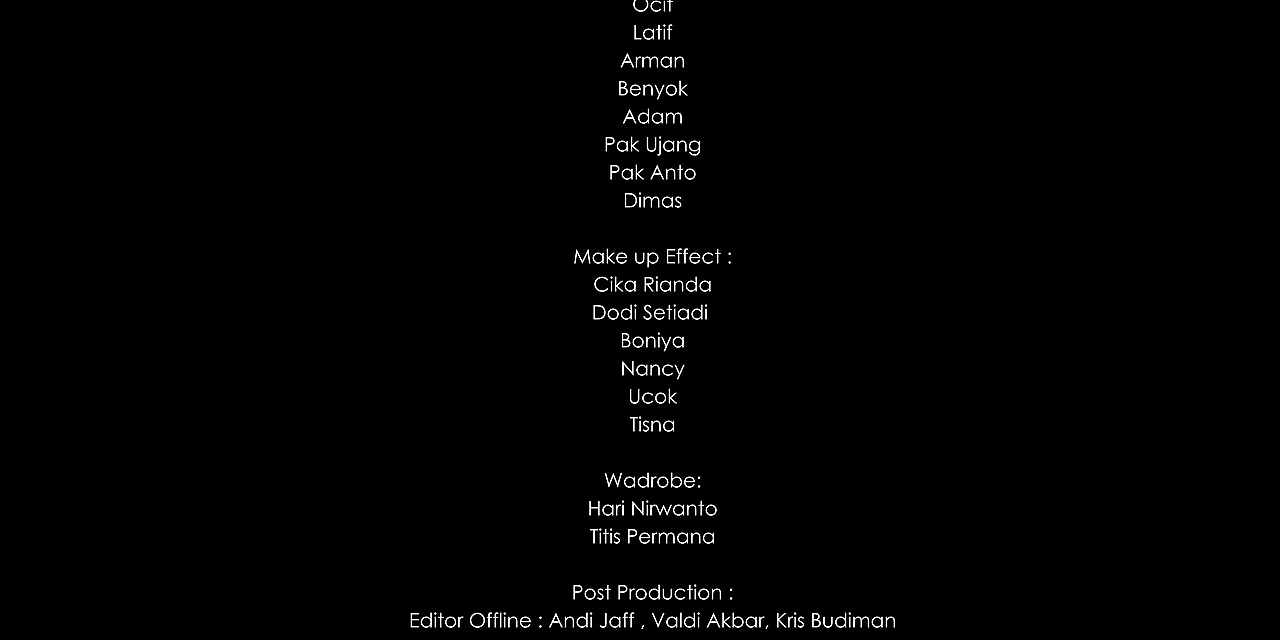 Ocit
Latif
Arman
Benyok
Adam
Pak Ujang
Pak Anto
Dimas
Make up Effect :
Cika Rianda
Dodi Setiadi
Boniya
Nancy
Ucok
Tisna
Wadrobe:
Hari Nirwanto
Titis Permana
Post Production :
Editor Offline : Andi Jaff , Valdi Akbar, Kris Budiman